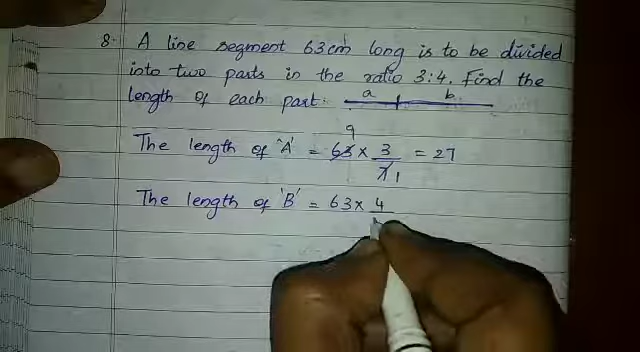 8. A line segment 63cm long is to be divided
into two parts in the ratio 3:4. Find the
length of each part. a b
The length of 'A' = 63 9 × 3/7 1 = 27
The length of 'B' = 63× 4